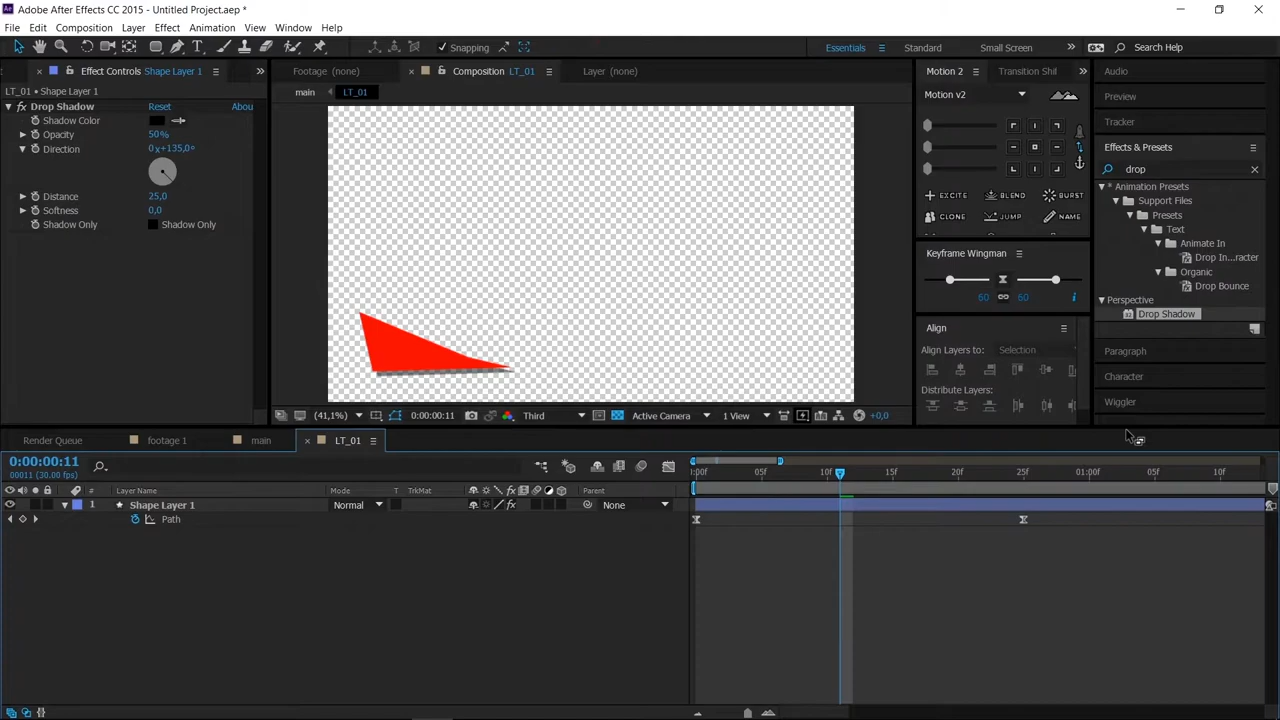 Adobe After Effects CC 2015 - Untitled Project.aep *
File Edit Composition Layer Effect Animation View Window Help
Snapping Essentials Standard Small Screen Search Help
Effect Controls Shape Layer 1 Footage (none) Composition LT_01 Layer (none) Motion 2 Transition Shif Audio
LT_01 • Shape Layer 1 main LT_01 Motion v2 Preview
fx Drop Shadow Reset Abou
Shadow Color Tracker
Opacity 50%
Direction 0x+135,0° Effects & Presets
drop
* Animation Presets
Distance 25,0 EXCITE BLEND BURST Support Files
Softness 0,0 CLONE JUMP NAME Presets
Shadow Only Shadow Only Text
Animate In
Keyframe Wingman Drop In...racter
Organic
60 60 Drop Bounce
Perspective
Drop Shadow
Align
Align Layers to: Selection Paragraph
Character
Distribute Layers:
Wiggler
(41,1%) 0:00:00:11 Third Active Camera 1 View +0,0
Render Queue footage 1 main LT_01
0:00:00:11
00011 (30.00 fps) :00f 05f 10f 15f 20f 25f 01:00f 05f 10f
# Layer Name Mode T TrkMat Parent
1 Shape Layer 1 Normal None
Path